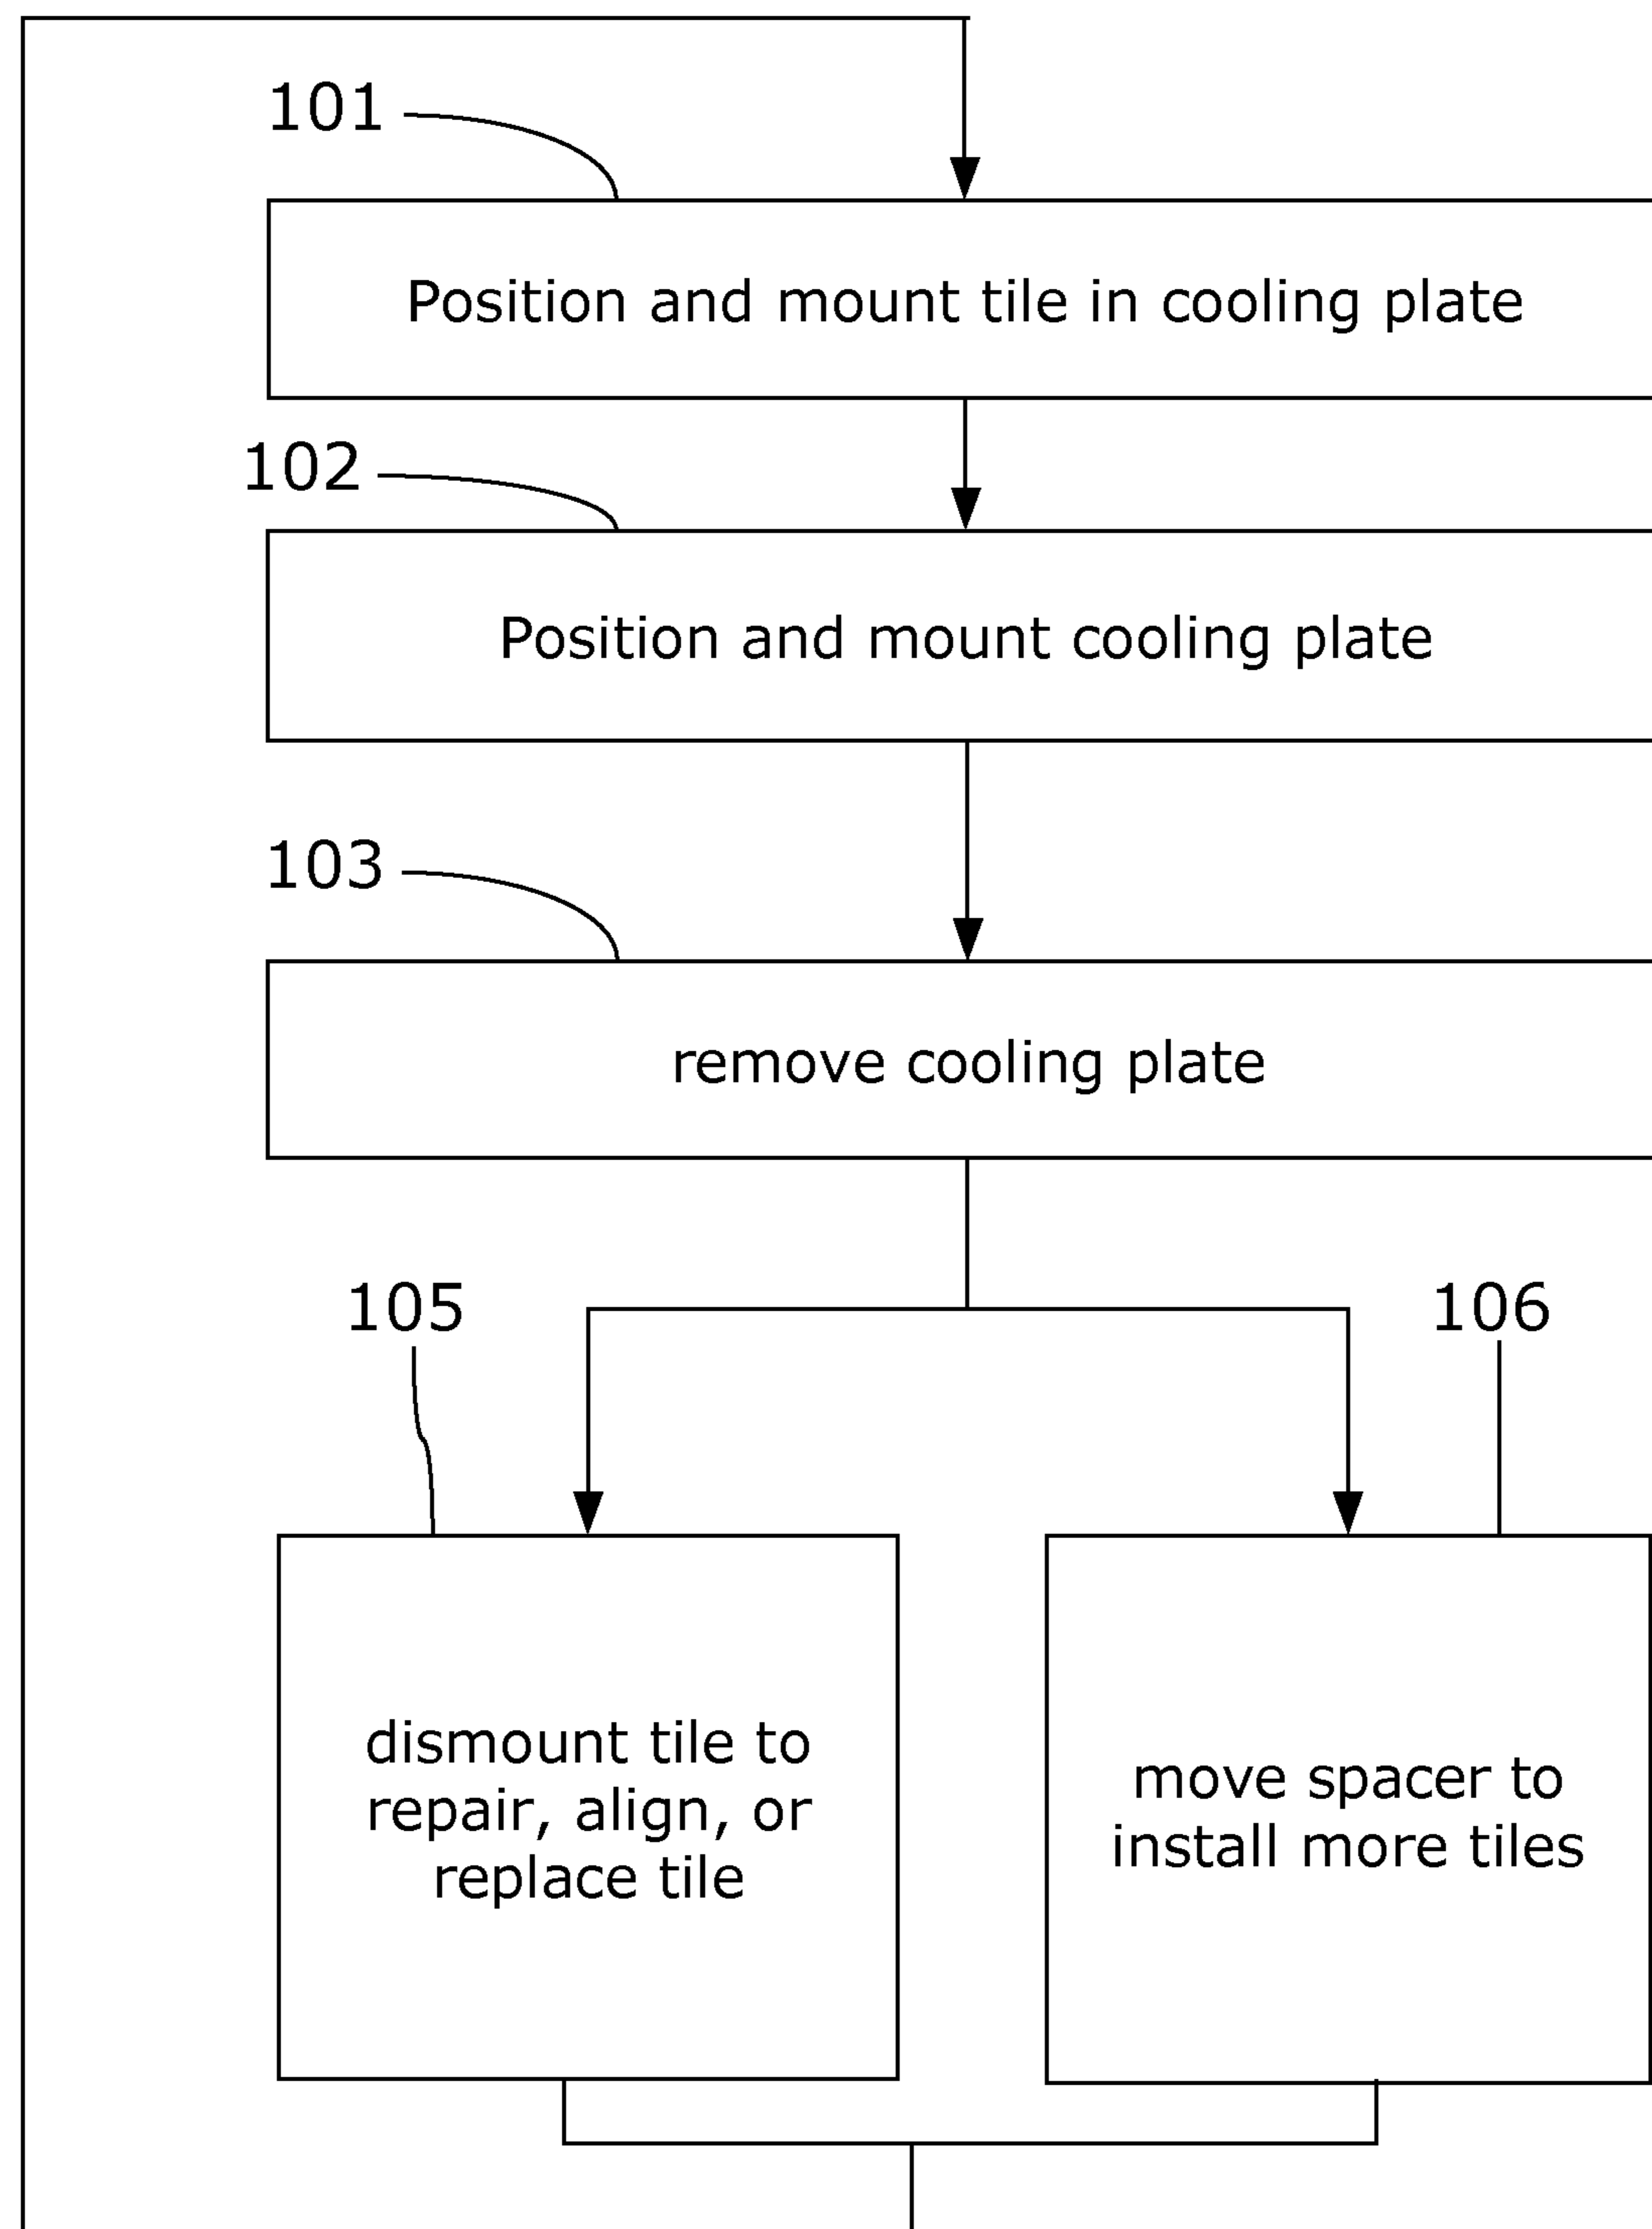 101
Position and mount tile in cooling plate
102
Position and mount cooling plate
103
remove cooling plate
105
106
dismount tile to
repair, align, or
replace tile
move spacer to
install more tiles